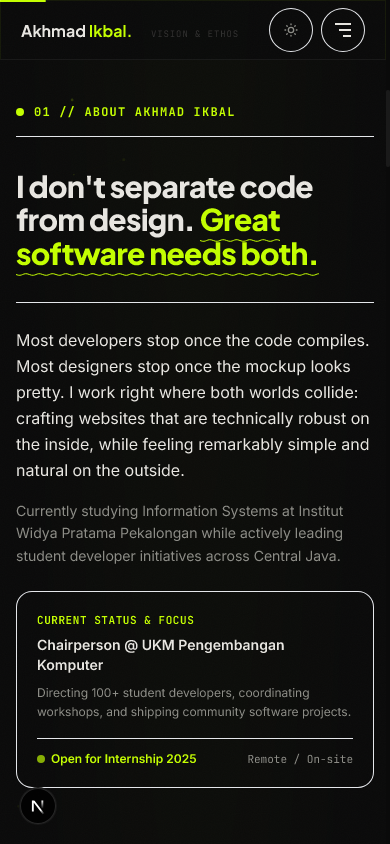 Akhmad Ikbal.
VISION & ETHOS
01 // ABOUT AKHMAD IKBAL
I don't separate code
from design. Great
software needs both.
Most developers stop once the code compiles.
Most designers stop once the mockup looks
pretty. I work right where both worlds collide:
crafting websites that are technically robust on
the inside, while feeling remarkably simple and
natural on the outside.
Currently studying Information Systems at Institut
Widya Pratama Pekalongan while actively leading
student developer initiatives across Central Java.
CURRENT STATUS & FOCUS
Chairperson @ UKM Pengembangan
Komputer
Directing 100+ student developers, coordinating
workshops, and shipping community software projects.
Open for Internship 2025
Remote / On-site
N